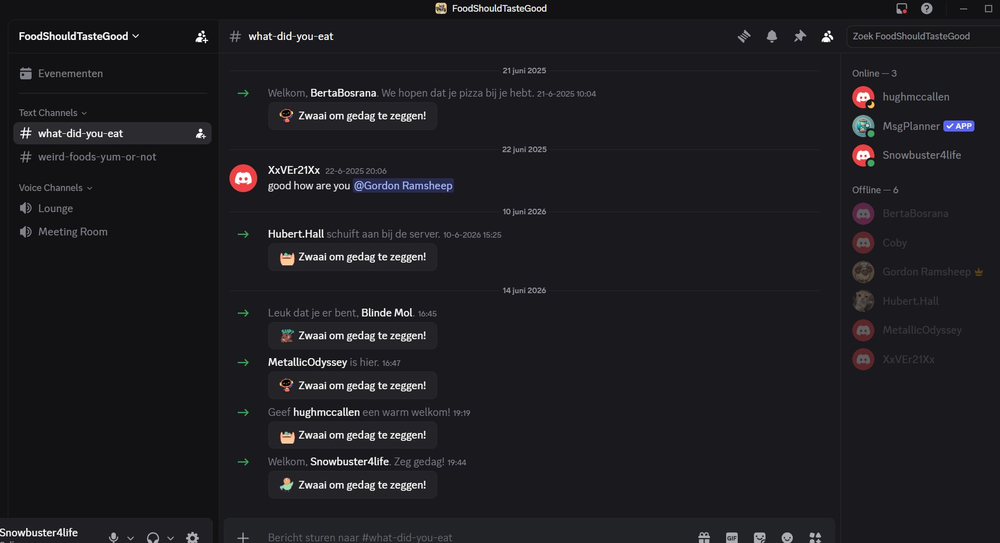 FoodShouldTasteGood
FoodShouldTasteGood
# what-did-you-eat
Zoek FoodShouldTasteGood
Evenementen
Text Channels
what-did-you-eat
weird-foods-yum-or-not
Voice Channels
Lounge
Meeting Room
21 juni 2025
Welkom, BertaBosrana. We hopen dat je pizza bij je hebt. 21-6-2025 10:04
Zwaai om gedag te zeggen!
22 juni 2025
XxVEr21Xx 22-6-2025 20:06
good how are you @Gordon Ramsheep
10 juni 2026
Hubert.Hall schuift aan bij de server. 10-6-2026 15:25
Zwaai om gedag te zeggen!
14 juni 2026
Leuk dat je er bent, Blinde Mol. 16:45
SUP?
Zwaai om gedag te zeggen!
MetallicOdyssey is hier. 16:47
Zwaai om gedag te zeggen!
Geef hughmccallen een warm welkom! 19:19
Zwaai om gedag te zeggen!
Welkom, Snowbuster4life. Zeg gedag! 19:44
Zwaai om gedag te zeggen!
Online — 3
hughmccallen
MsgPlanner APP
Snowbuster4life
Offline — 6
BertaBosrana
Coby
Gordon Ramsheep
Hubert.Hall
MetallicOdyssey
XxVEr21Xx
Snowbuster4life
Bericht sturen naar #what-did-you-eat
GIF